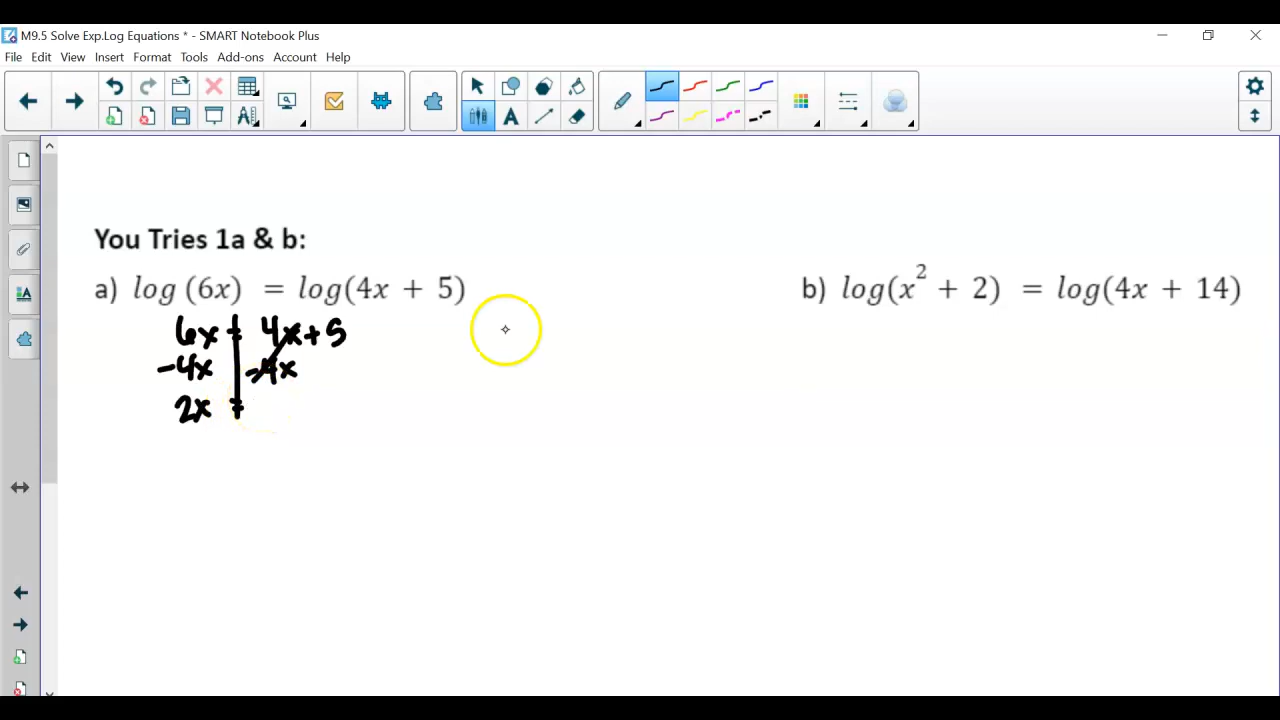 M9.5 Solve Exp.Log Equations * - SMART Notebook Plus
File Edit View Insert Format Tools Add-ons Account Help
You Tries 1a & b:
a) log (6x) = log(4x + 5)
b) log(x² + 2) = log(4x + 14)
6x = 4x + 5
-4x -4x
2x =